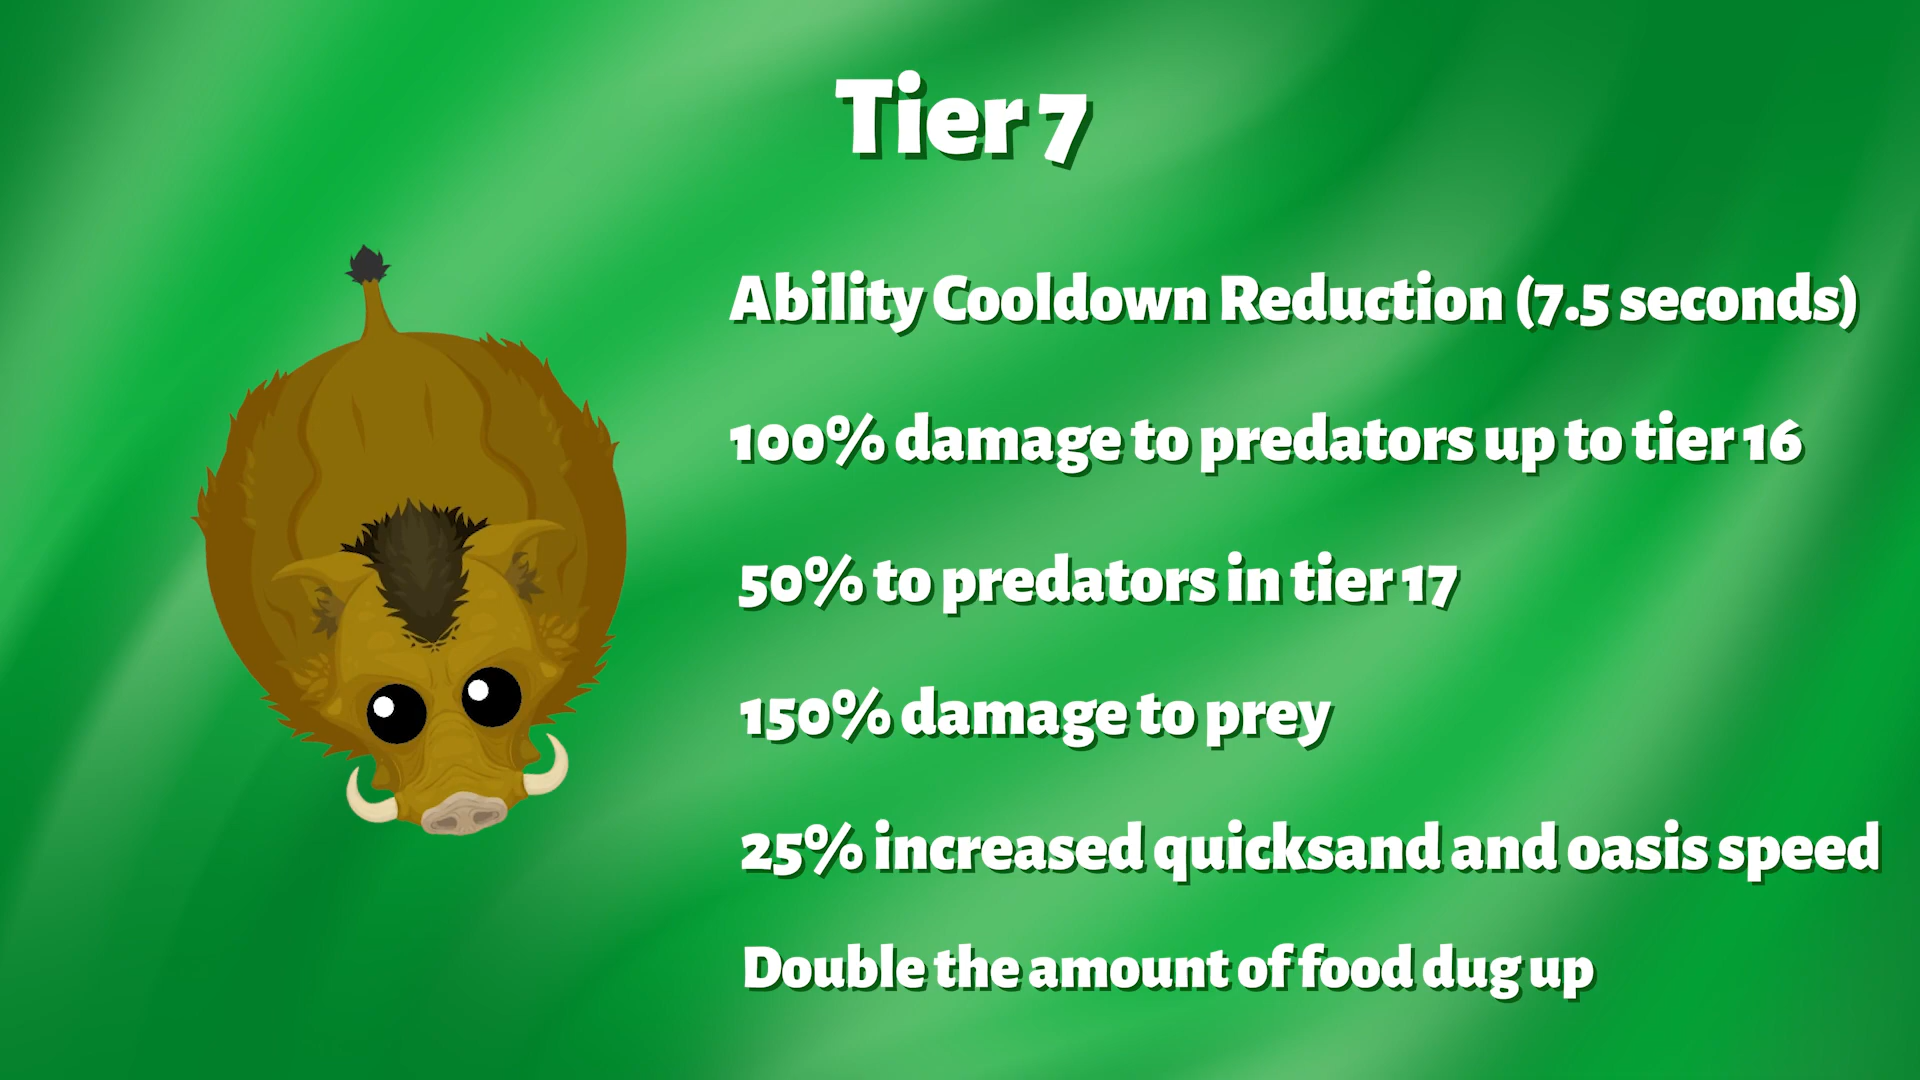 Tier 7
Ability Cooldown Reduction (7.5 seconds)
100% damage to predators up to tier 16
50% to predators in tier 17
150% damage to prey
25% increased quicksand and oasis speed
Double the amount of food dug up